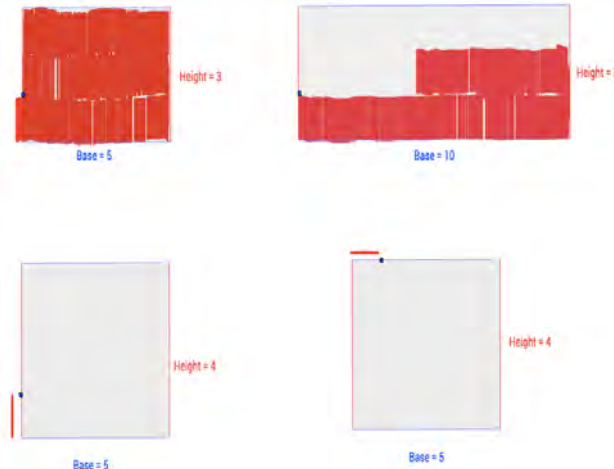 Height = 3
Base = 5
Height =
Base = 10
Height = 4
Base = 5
Height = 4
Base = 5